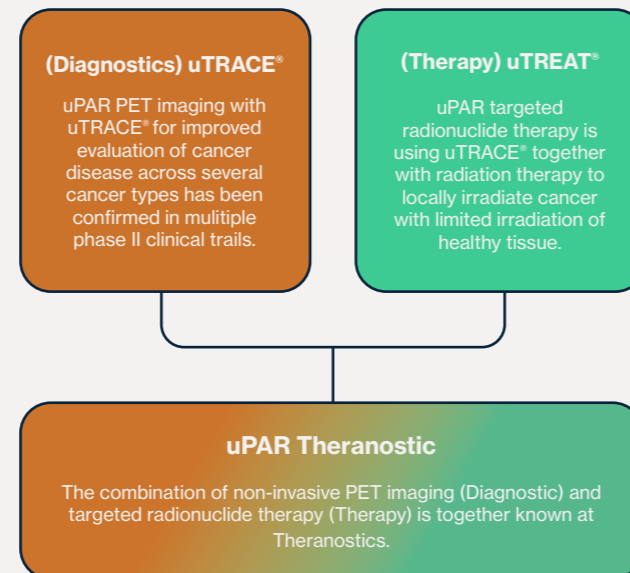 (Diagnostics) uTRACE®
uPAR PET imaging with
uTRACE® for improved
evaluation of cancer
disease across several
cancer types has been
confirmed in mulitiple
phase II clinical trails.
(Therapy) uTREAT®
uPAR targeted
radionuclide therapy is
using uTRACE® together
with radiation therapy to
locally irradiate cancer
with limited irradiation of
healthy tissue.
uPAR Theranostic
The combination of non-invasive PET imaging (Diagnostic) and
targeted radionuclide therapy (Therapy) is together known at
Theranostics.